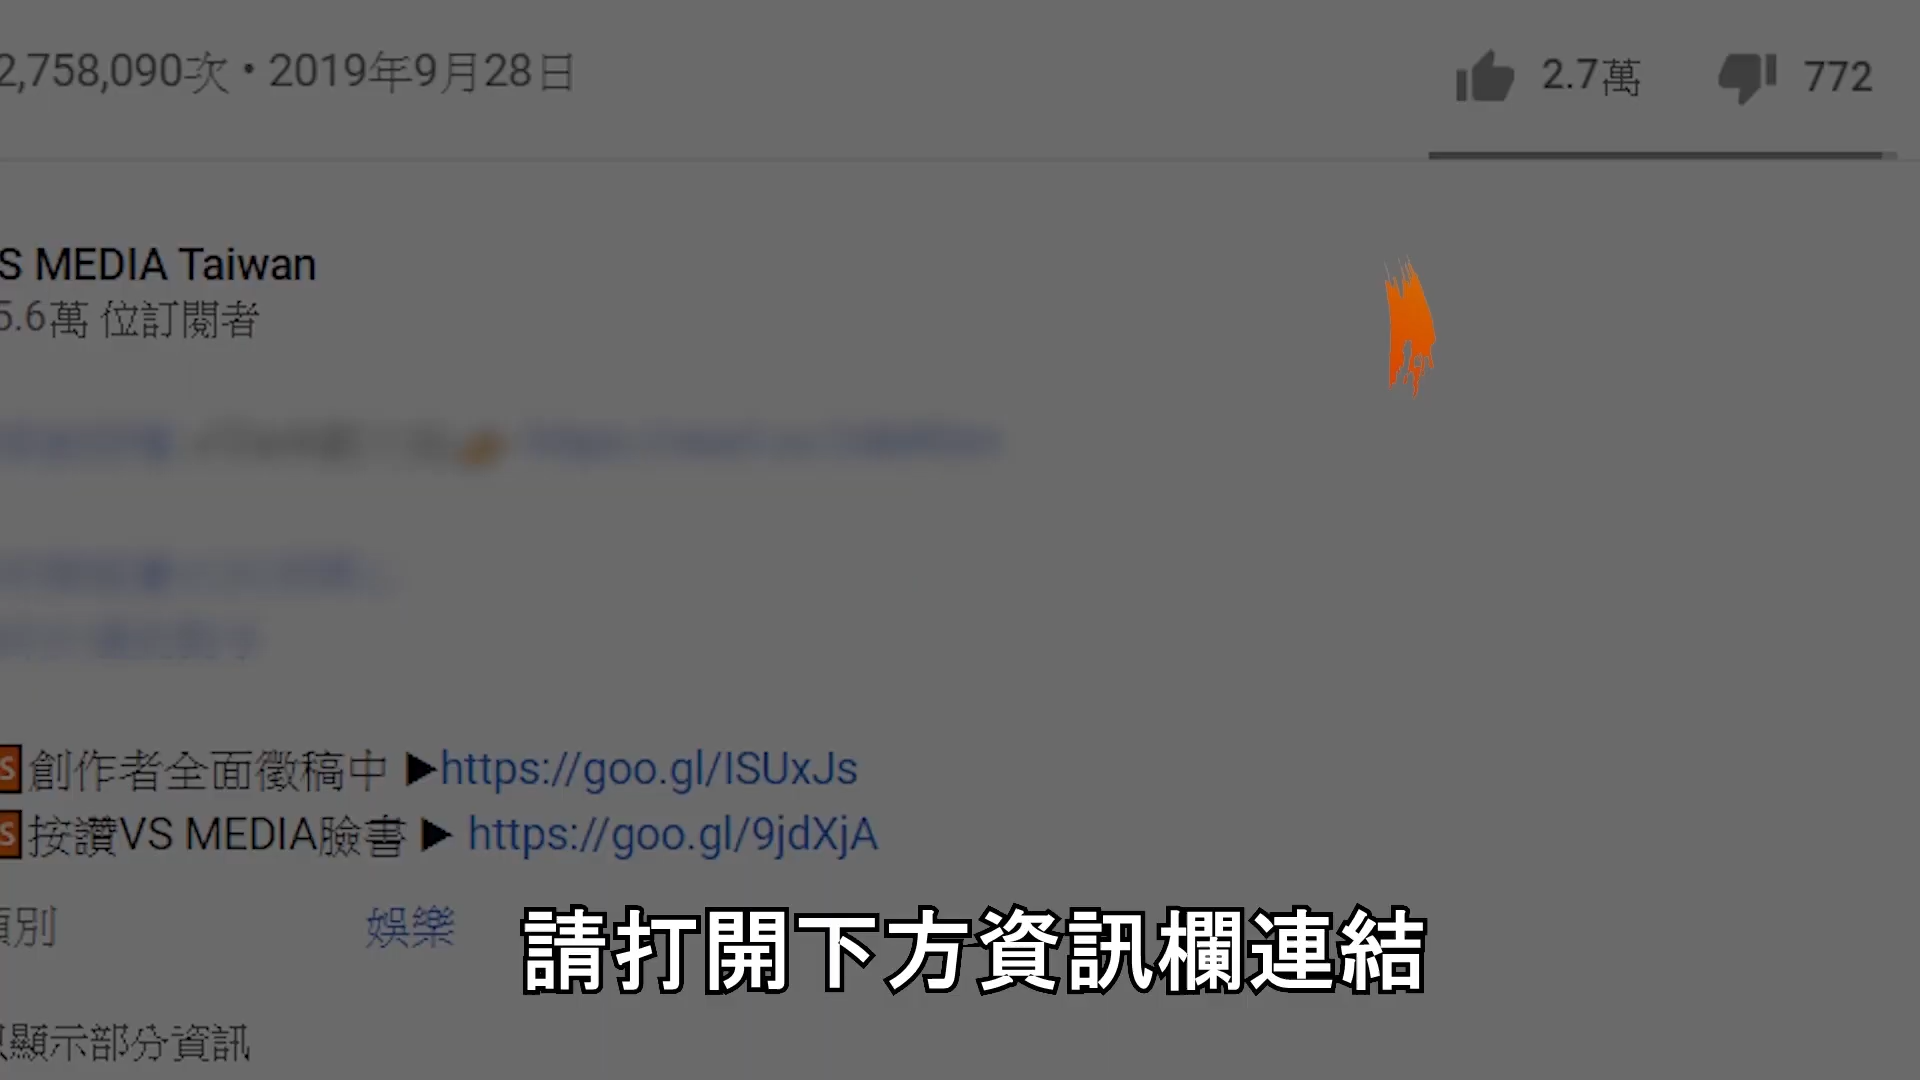 2,758,090次 • 2019年9月28日
2.7萬
772
S MEDIA Taiwan
5.6萬 位訂閱者
S 創作者全面徵稿中 ▶https://goo.gl/ISUxJs
S 按讚VS MEDIA臉書 ▶ https://goo.gl/9jdXjA
類別 娛樂
請打開下方資訊欄連結
只顯示部分資訊